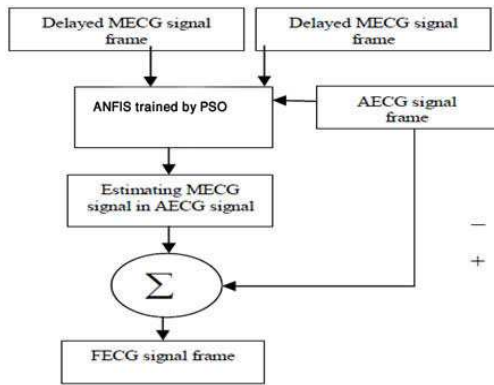 Delayed MECG signal
frame
Delayed MECG signal
frame
ANFIS trained by PSO
AECG signal
frame
Estimating MECG
signal in AECG signal
−
+
Σ
FECG signal frame